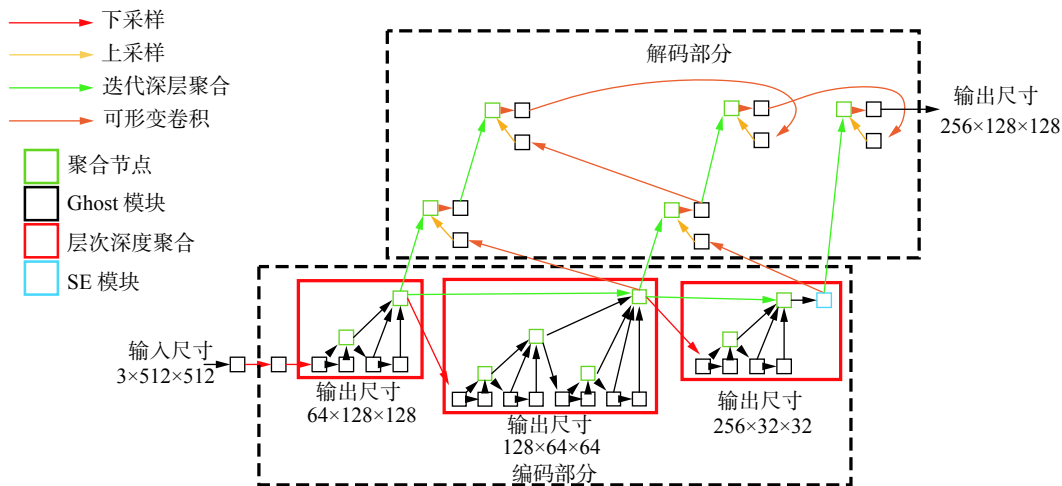 下采样
上采样
迭代深层聚合
可形变卷积
聚合节点
Ghost 模块
层次深度聚合
SE 模块
解码部分
输出尺寸
256×128×128
输入尺寸
3×512×512
输出尺寸
64×128×128
输出尺寸
128×64×64
输出尺寸
256×32×32
编码部分